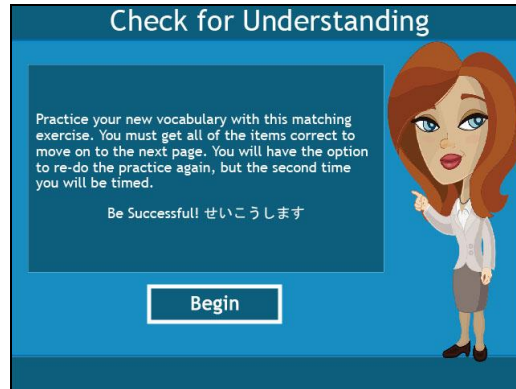 Check for Understanding
Practice your new vocabulary with this matching
exercise. You must get all of the items correct to
move on to the next page. You will have the option
to re-do the practice again, but the second time
you will be timed.
Be Successful! せいこうします
Begin